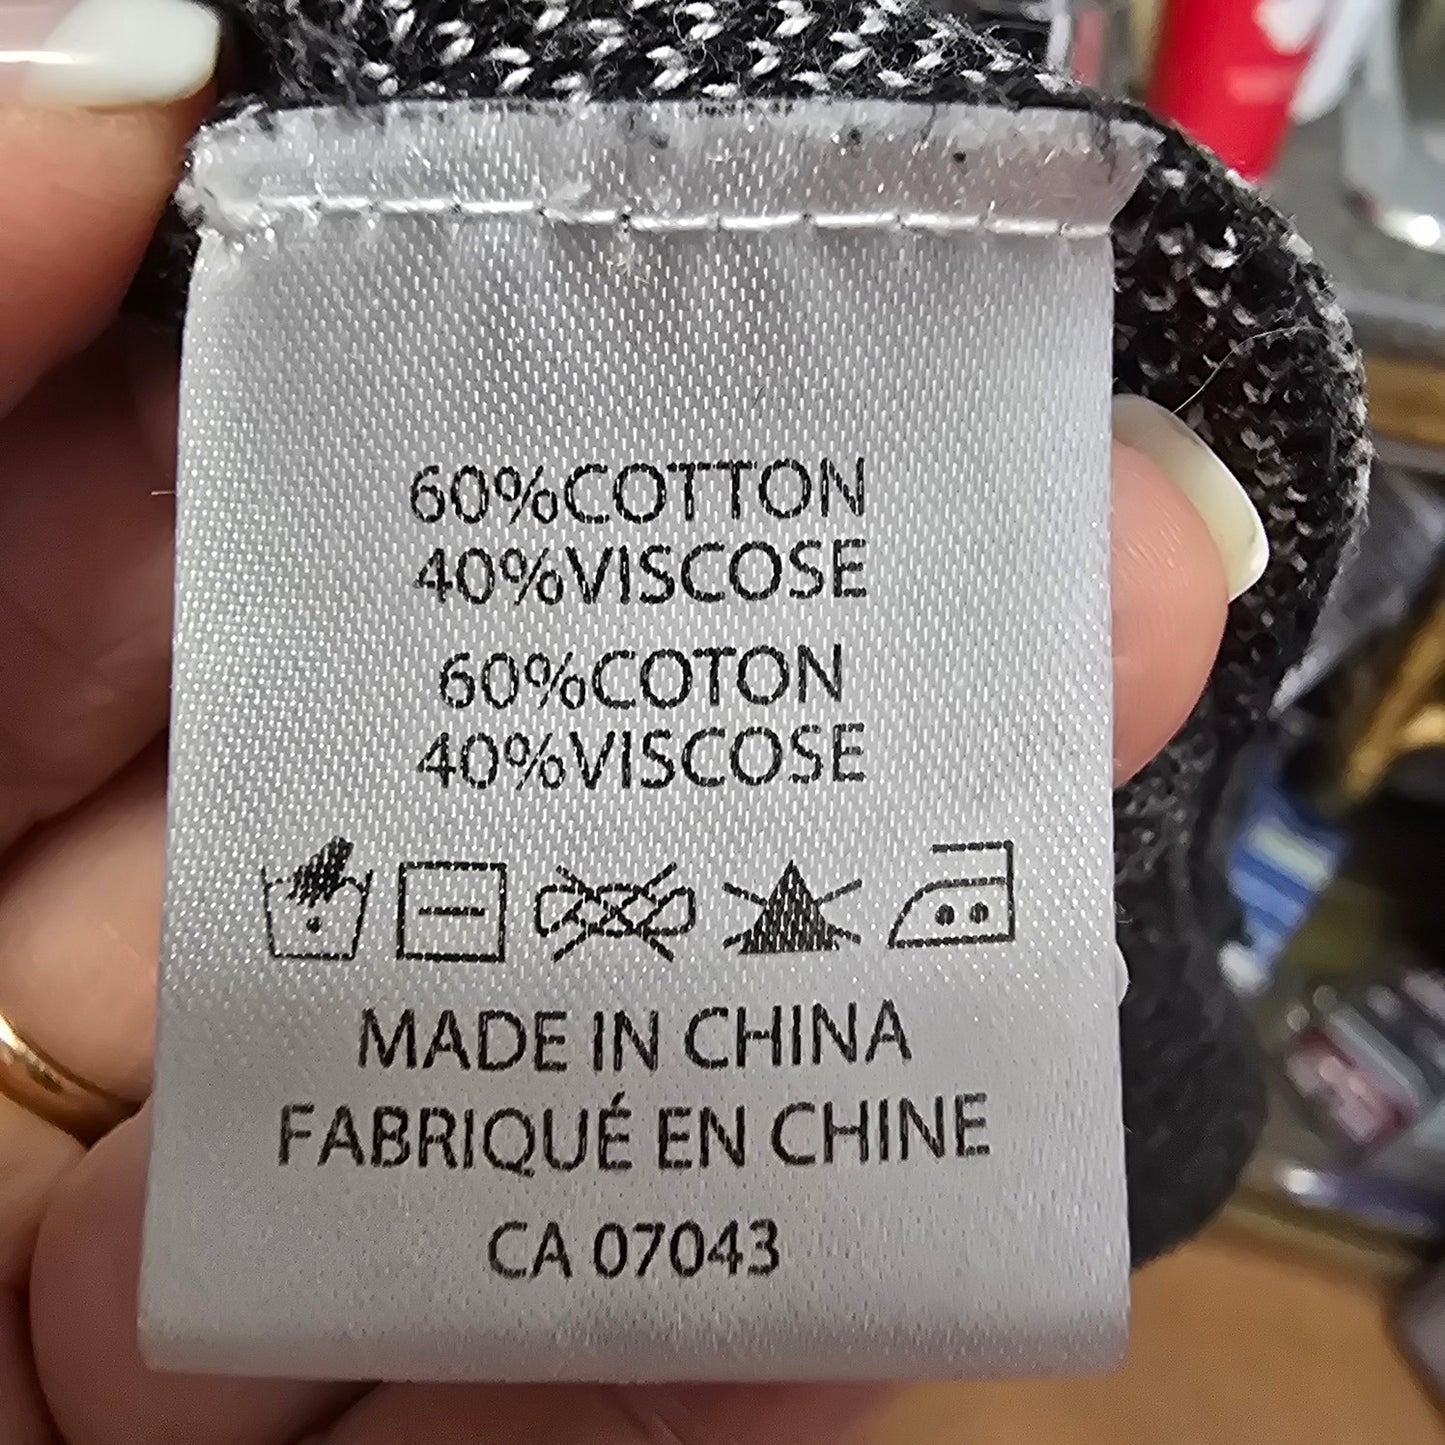 60%COTTON
40%VISCOSE
60%COTON
40%VISCOSE
MADE IN CHINA
FABRIQUÉ EN CHINE
CA 07043